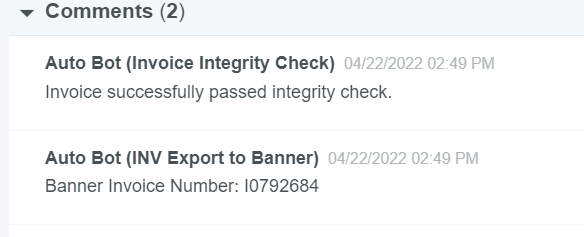 Comments (2)
Auto Bot (Invoice Integrity Check) 04/22/2022 02:49 PM
Invoice successfully passed integrity check.
Auto Bot (INV Export to Banner) 04/22/2022 02:49 PM
Banner Invoice Number: I0792684